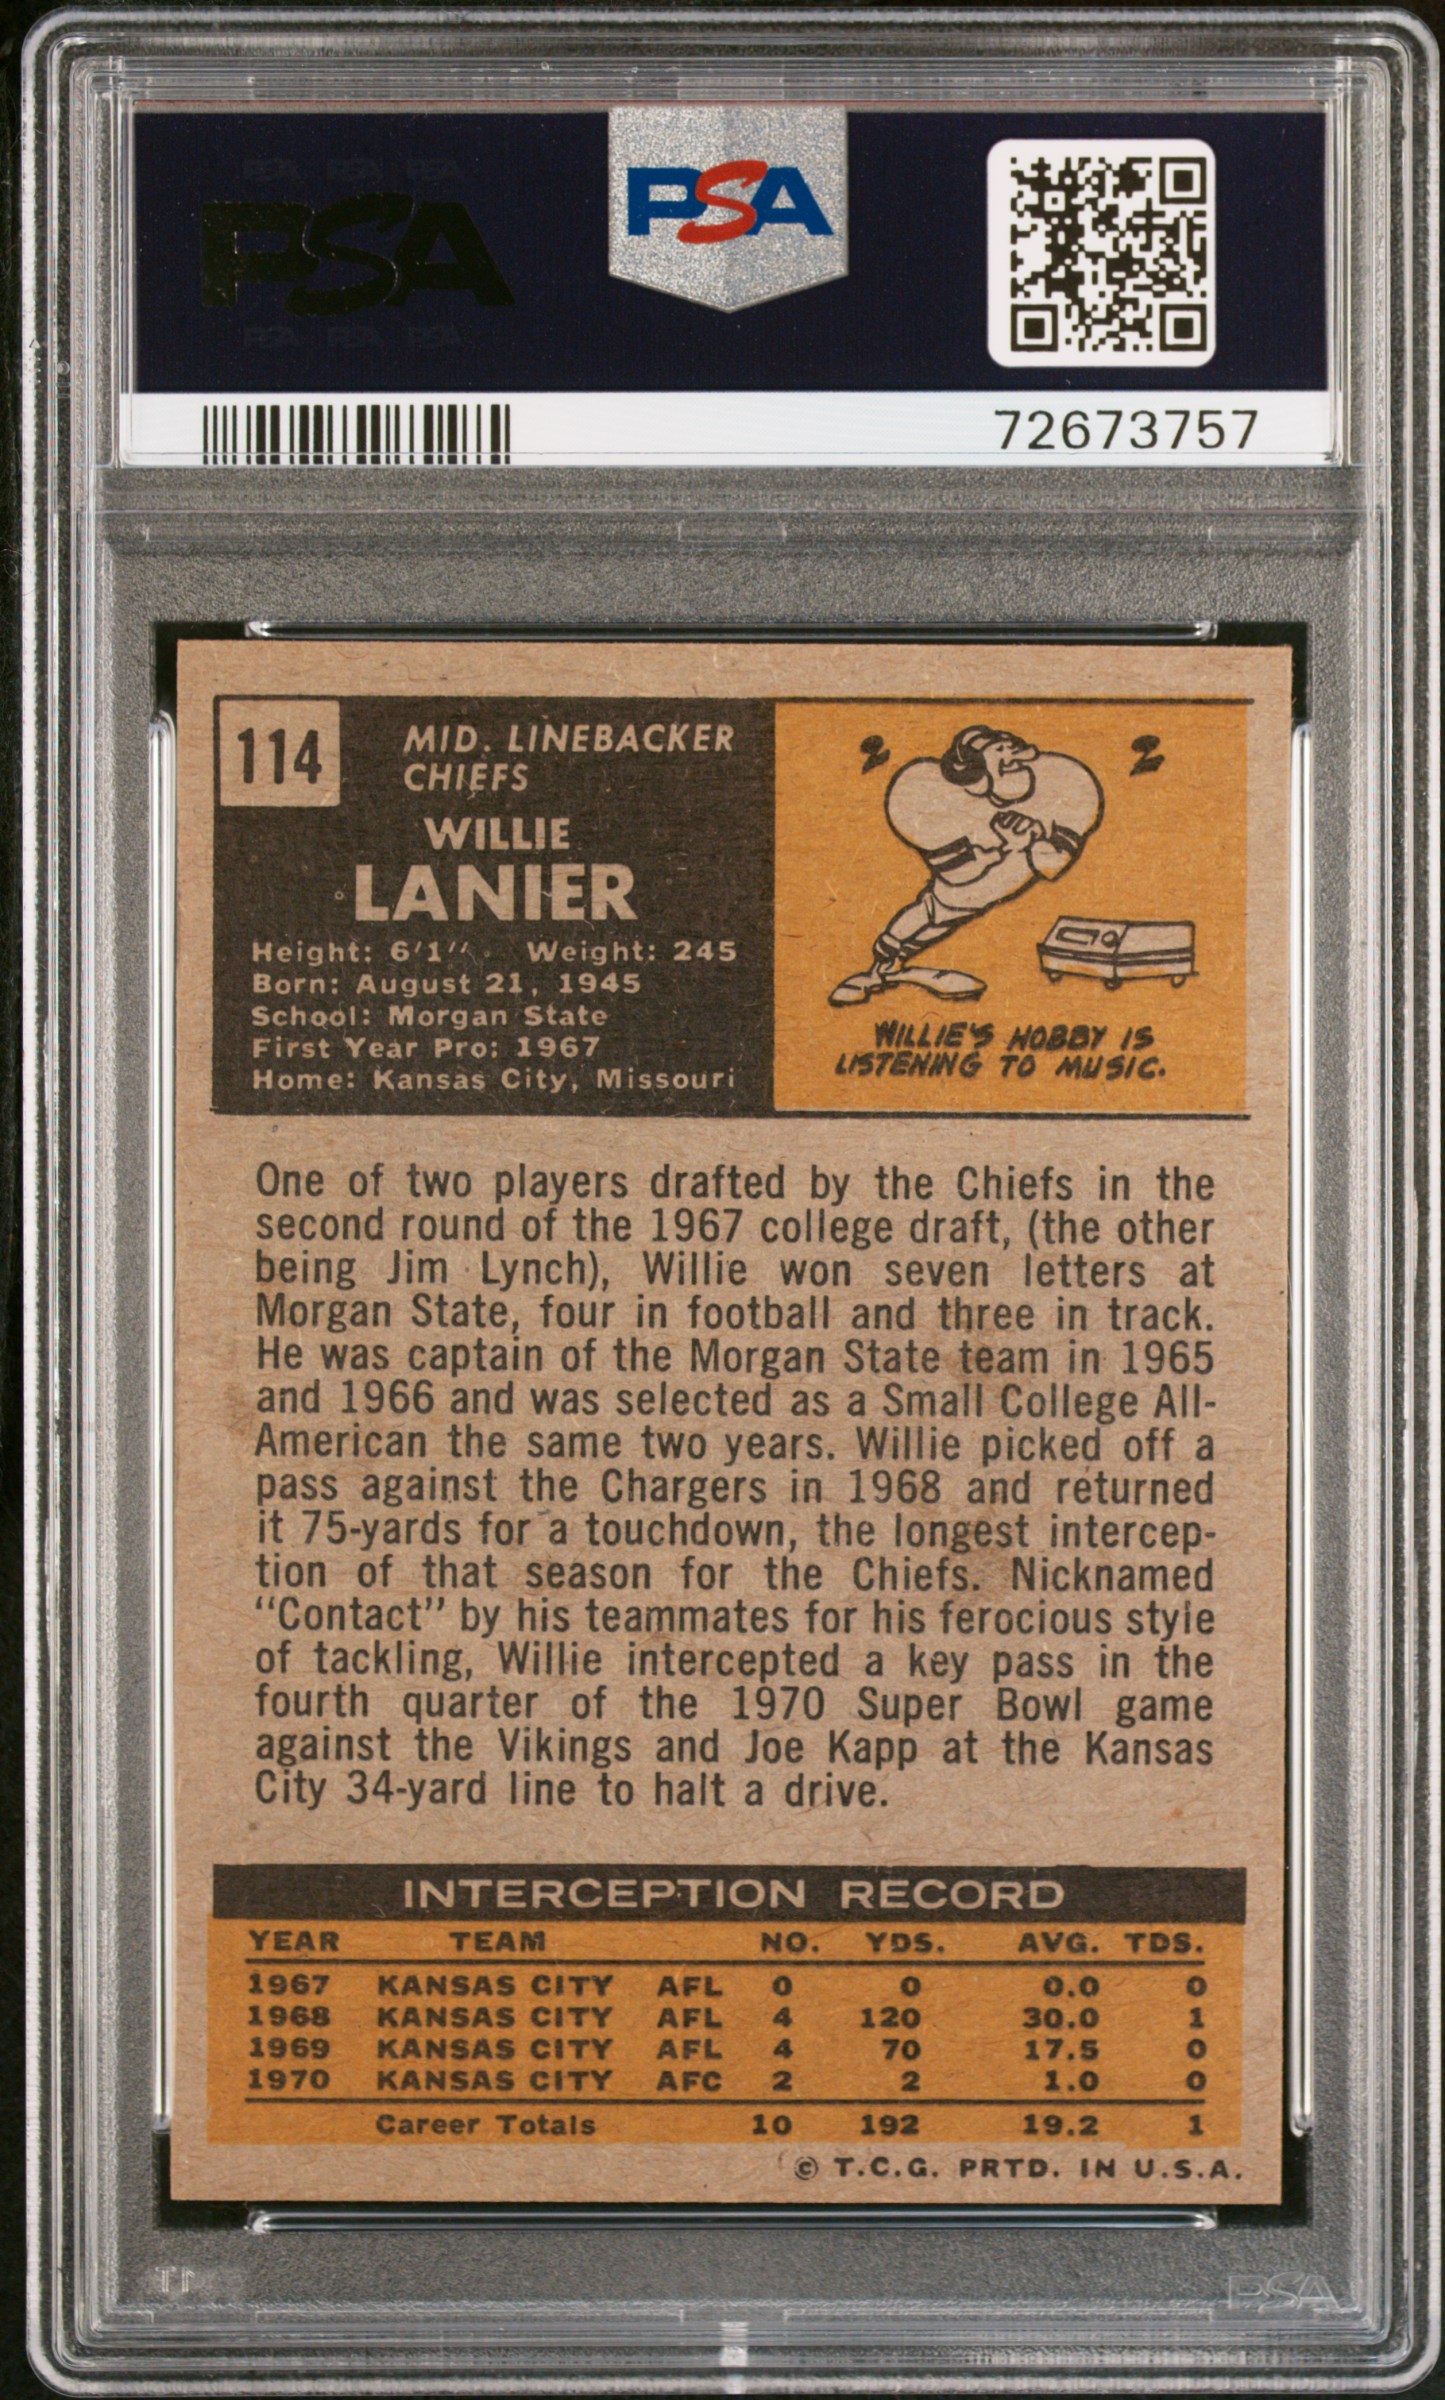 PSA PSA PSA
PSA
PSA PSA PSA
PSA
72673757
114
MID. LINEBACKER
CHIEFS
WILLIE
LANIER
Height: 6'1" Weight: 245
Born: August 21, 1945
School: Morgan State
First Year Pro: 1967
Home: Kansas City, Missouri
WILLIE'S HOBBY IS
LISTENING TO MUSIC.
One of two players drafted by the Chiefs in the
second round of the 1967 college draft, (the other
being Jim Lynch), Willie won seven letters at
Morgan State, four in football and three in track.
He was captain of the Morgan State team in 1965
and 1966 and was selected as a Small College All-
American the same two years. Willie picked off a
pass against the Chargers in 1968 and returned
it 75-yards for a touchdown, the longest intercep-
tion of that season for the Chiefs. Nicknamed
"Contact" by his teammates for his ferocious style
of tackling, Willie intercepted a key pass in the
fourth quarter of the 1970 Super Bowl game
against the Vikings and Joe Kapp at the Kansas
City 34-yard line to halt a drive.
INTERCEPTION RECORD
YEAR TEAM NO. YDS. AVG. TDS.
1967 KANSAS CITY AFL 0 0 0.0 0
1968 KANSAS CITY AFL 4 120 30.0 1
1969 KANSAS CITY AFL 4 70 17.5 0
1970 KANSAS CITY AFC 2 2 1.0 0
Career Totals 10 192 19.2 1
© T.C.G. PRTD. IN U.S.A.
PSA